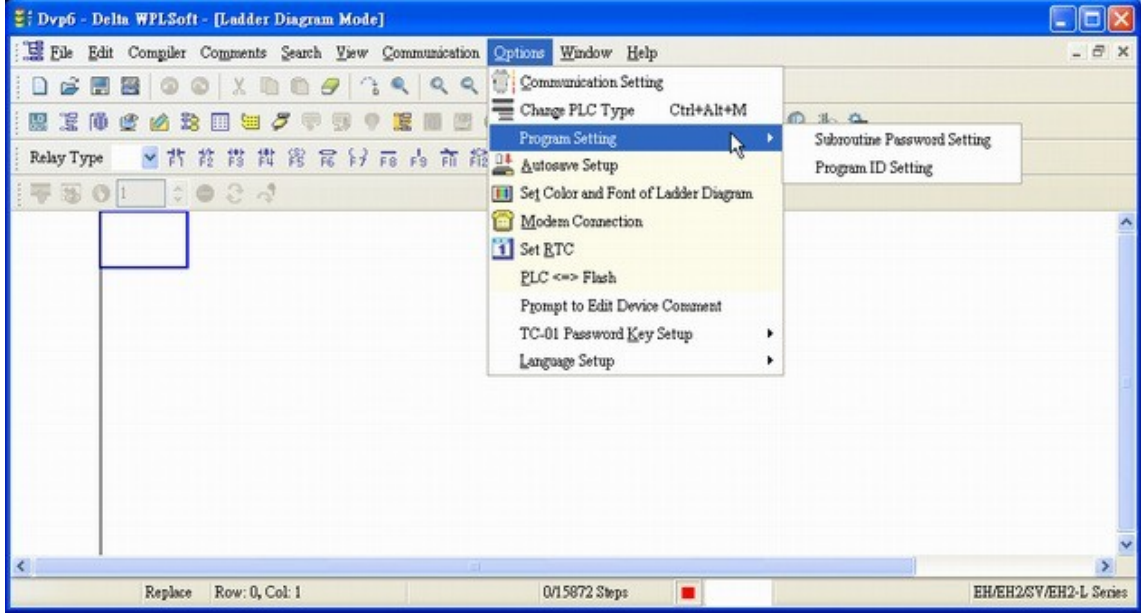 Dvp6 - Delta WPLSoft - [Ladder Diagram Mode]
File Edit Compiler Comments Search View Communication Options Window Help
Communication Setting
Change PLC Type Ctrl+Alt+M
Program Setting
Subroutine Password Setting
Program ID Setting
Relay Type
Autosave Setup
1
Set Color and Font of Ladder Diagram
Modem Connection
1 Set RTC
PLC <=> Flash
Prompt to Edit Device Comment
TC-01 Password Key Setup
Language Setup
Replace Row: 0, Col: 1 0/15872 Steps EH/EH2/SV/EH2-L Series